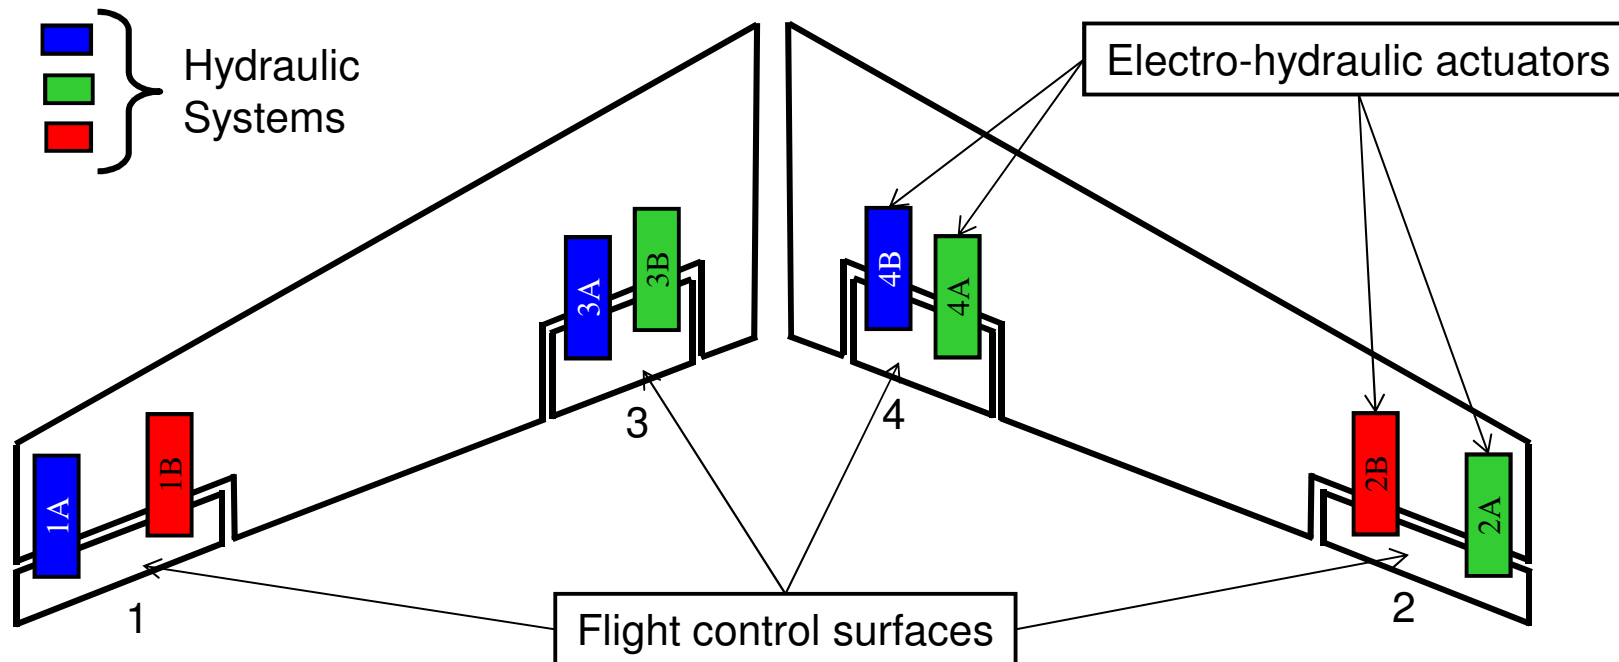 Hydraulic
Systems
Electro-hydraulic actuators
3A
3B
4B
4A
3
4
1A
1B
2B
2A
1
2
Flight control surfaces